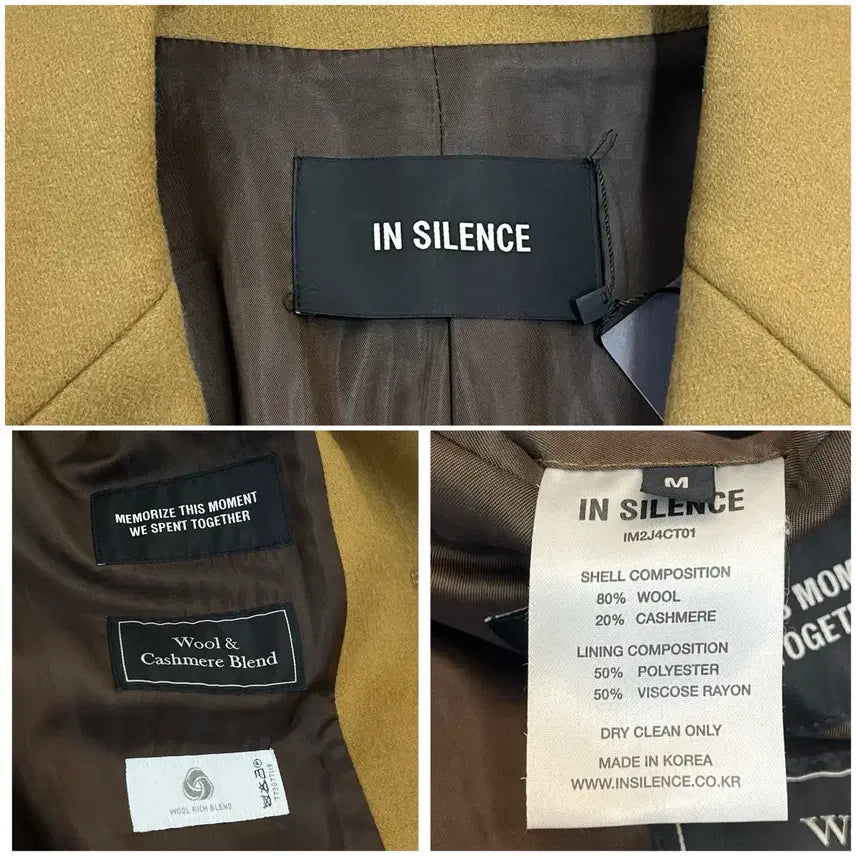 IN SILENCE
MEMORIZE THIS MOMENT
WE SPENT TOGETHER
Wool &
Cashmere Blend
WOOL RICH BLEND
M
IN SILENCE
IM2J4CT01
SHELL COMPOSITION
80% WOOL
20% CASHMERE
LINING COMPOSITION
50% POLYESTER
50% VISCOSE RAYON
DRY CLEAN ONLY
MADE IN KOREA
WWW.INSILENCE.CO.KR